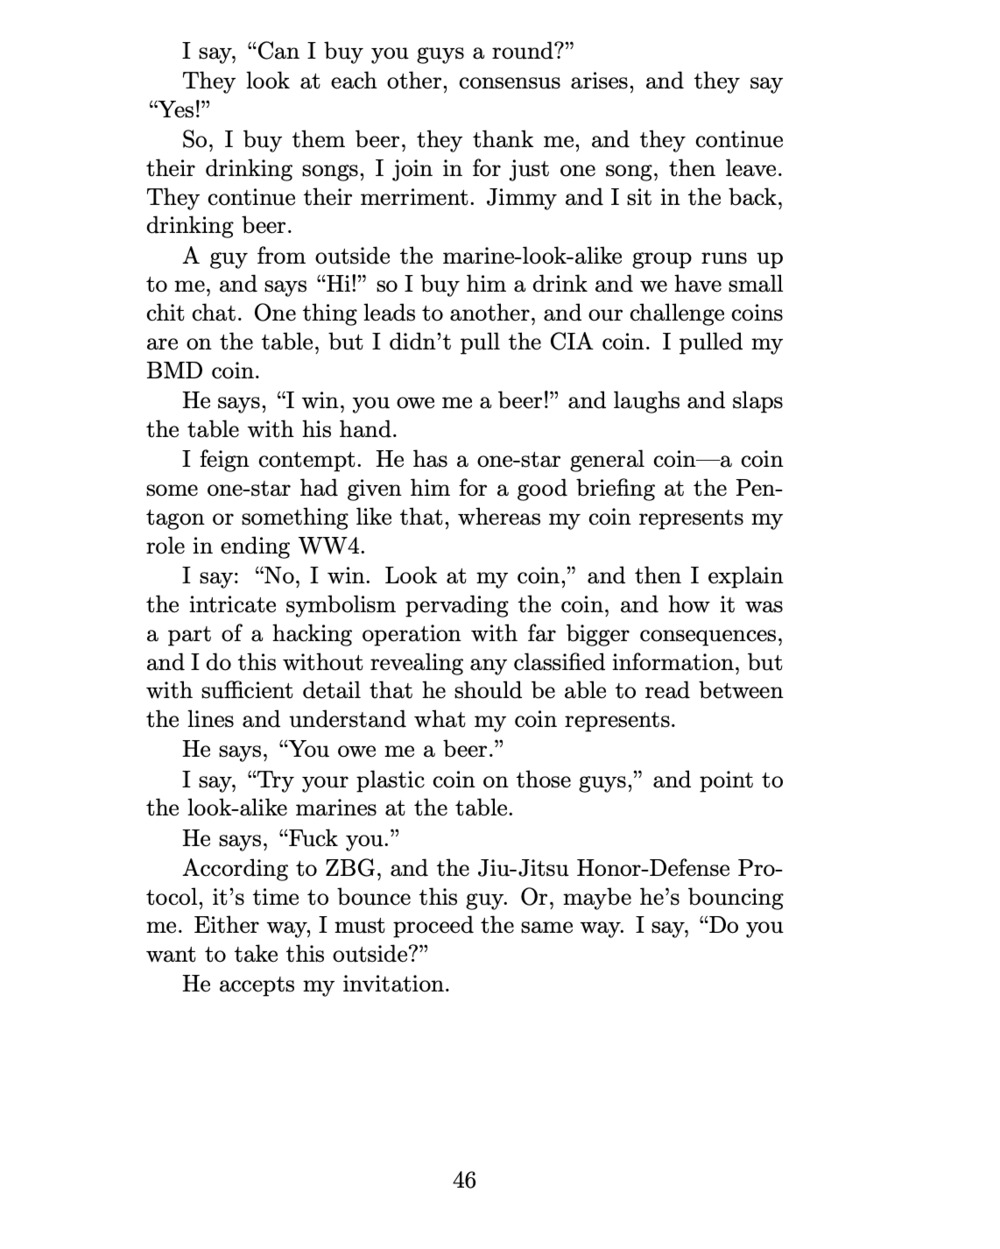 I say, “Can I buy you guys a round?”
They look at each other, consensus arises, and they say
“Yes!”
So, I buy them beer, they thank me, and they continue
their drinking songs, I join in for just one song, then leave.
They continue their merriment. Jimmy and I sit in the back,
drinking beer.
A guy from outside the marine-look-alike group runs up
to me, and says “Hi!” so I buy him a drink and we have small
chit chat. One thing leads to another, and our challenge coins
are on the table, but I didn’t pull the CIA coin. I pulled my
BMD coin.
He says, “I win, you owe me a beer!” and laughs and slaps
the table with his hand.
I feign contempt. He has a one-star general coin—a coin
some one-star had given him for a good briefing at the Pen-
tagon or something like that, whereas my coin represents my
role in ending WW4.
I say: “No, I win. Look at my coin,” and then I explain
the intricate symbolism pervading the coin, and how it was
a part of a hacking operation with far bigger consequences,
and I do this without revealing any classified information, but
with sufficient detail that he should be able to read between
the lines and understand what my coin represents.
He says, “You owe me a beer.”
I say, “Try your plastic coin on those guys,” and point to
the look-alike marines at the table.
He says, “Fuck you.”
According to ZBG, and the Jiu-Jitsu Honor-Defense Pro-
tocol, it’s time to bounce this guy. Or, maybe he’s bouncing
me. Either way, I must proceed the same way. I say, “Do you
want to take this outside?”
He accepts my invitation.
46